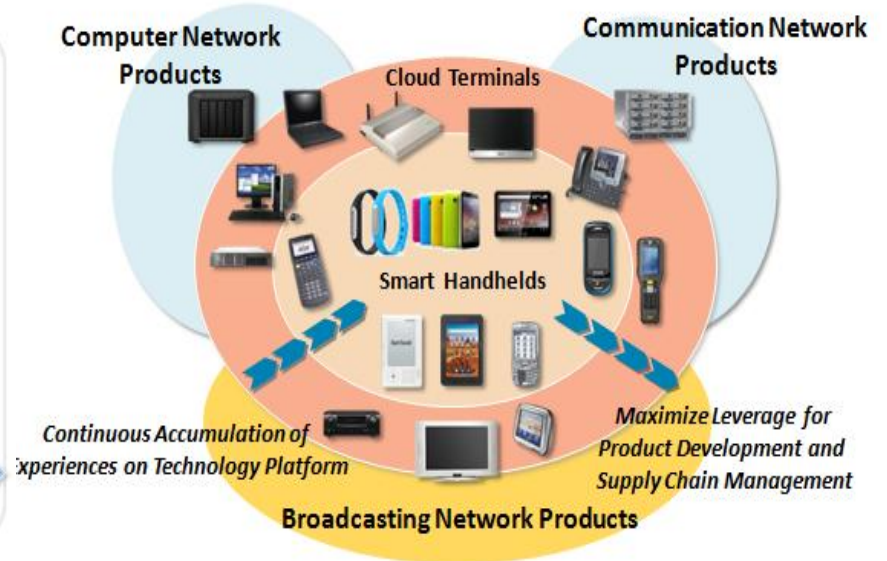 Computer Network
Products
Communication Network
Products
Cloud Terminals
Smart Handhelds
Continuous Accumulation of
xperiences on Technology Platform
Maximize Leverage for
Product Development and
Supply Chain Management
Broadcasting Network Products